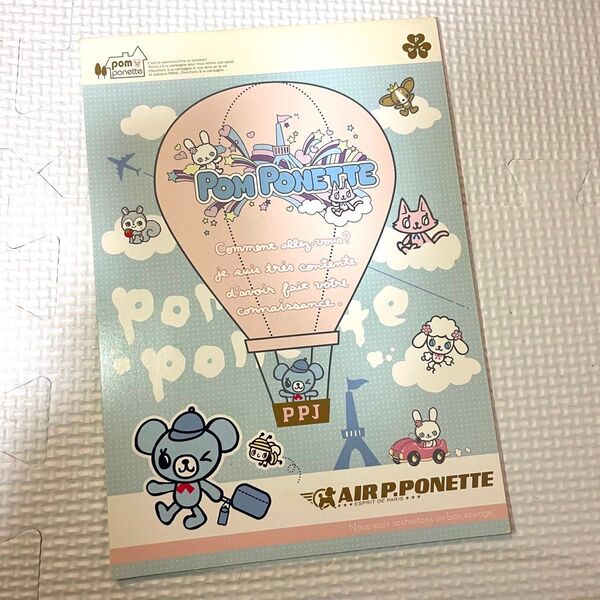 pom
ponette
POM PONETTE
Comment allez-vous?
je suis très contente
d'avoir fait votre
connaissance.
pom
ponette
PPJ
AIR P.PONETTE
ESPRIT DE PARIS
Nous vous souhaitons un bon voyage.